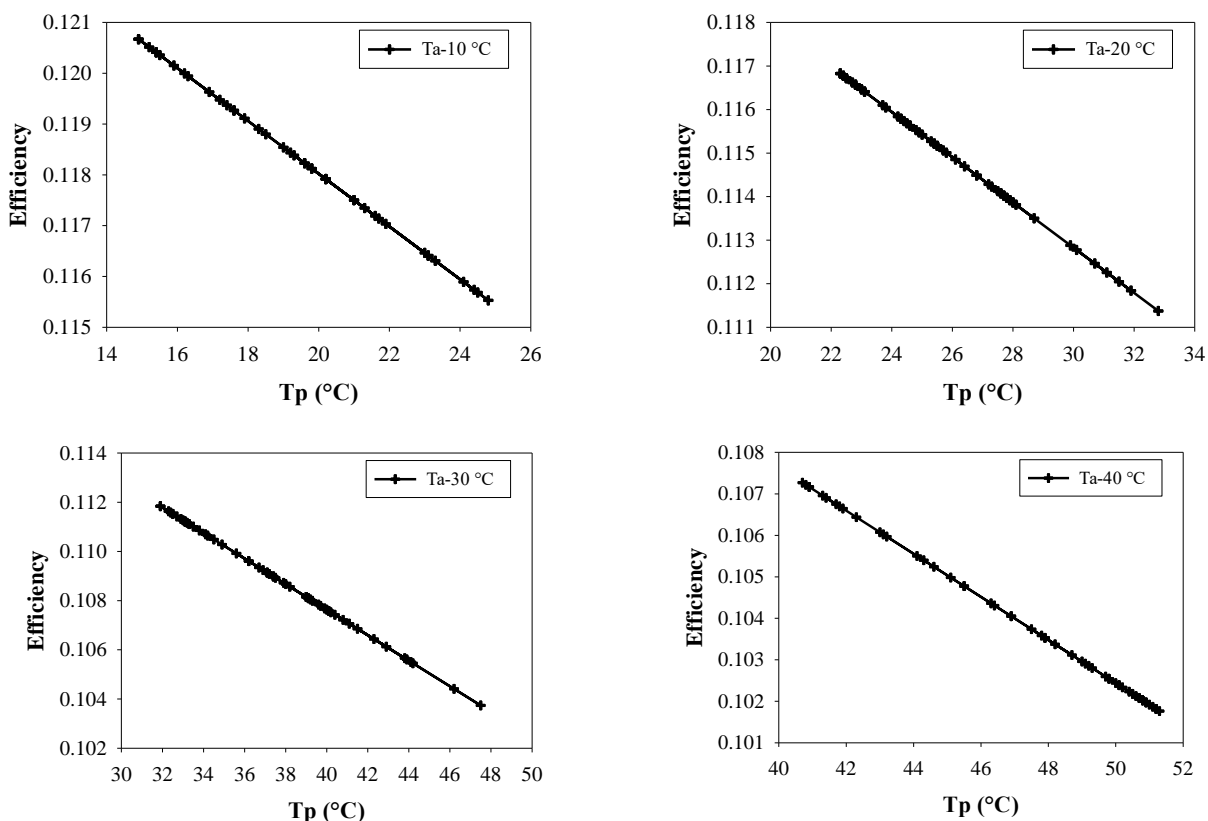 Efficiency
0.121
0.120
0.119
0.118
0.117
0.116
0.115
14 16 18 20 22 24 26
Tp (°C)
Ta-10 °C
Efficiency
0.118
0.117
0.116
0.115
0.114
0.113
0.112
0.111
20 22 24 26 28 30 32 34
Tp (°C)
Ta-20 °C
Efficiency
0.114
0.112
0.110
0.108
0.106
0.104
0.102
30 32 34 36 38 40 42 44 46 48 50
Tp (°C)
Ta-30 °C
Efficiency
0.108
0.107
0.106
0.105
0.104
0.103
0.102
0.101
40 42 44 46 48 50 52
Tp (°C)
Ta-40 °C